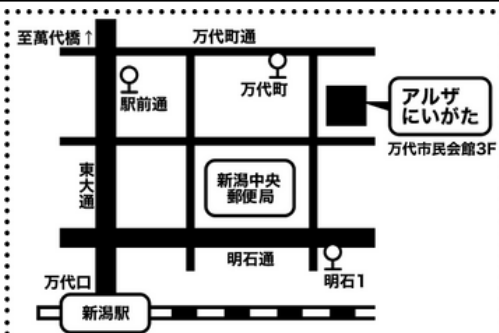 至萬代橋↑
万代町通
駅前通
万代町
アルザ
にいがた
万代市民会館3F
東大通
新潟中央
郵便局
明石通
明石1
万代口
新潟駅